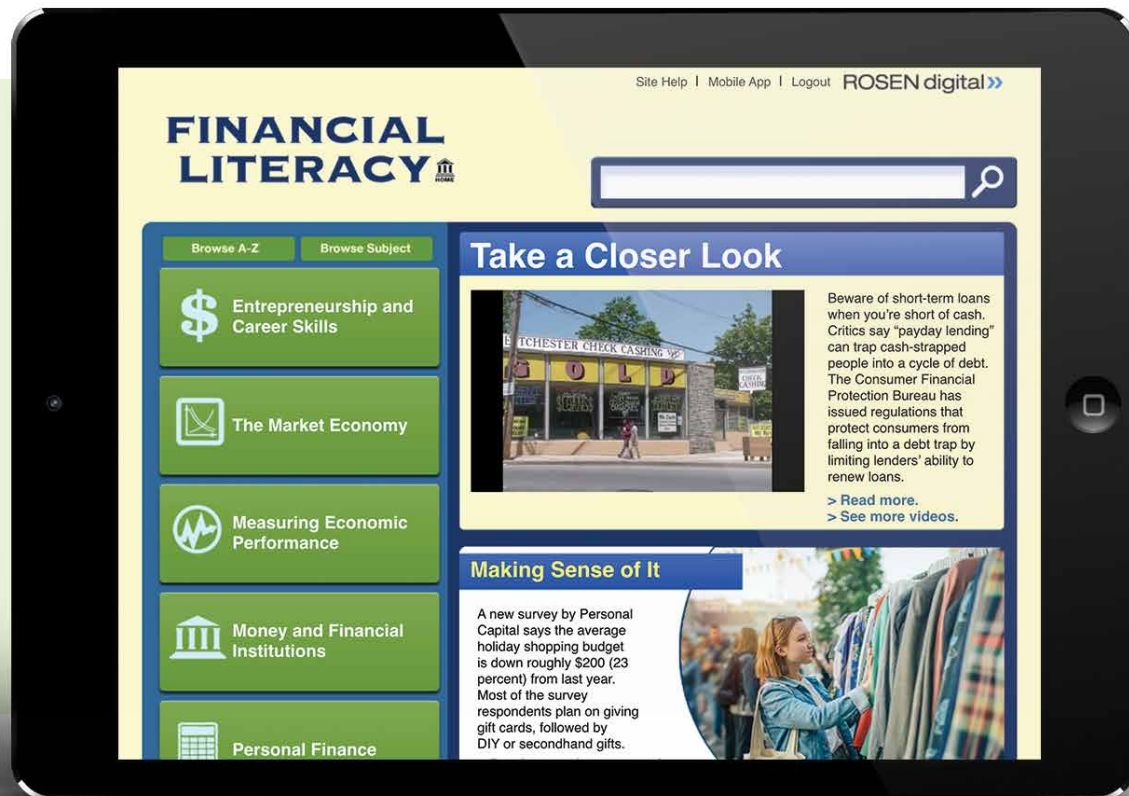 Site Help | Mobile App | Logout ROSEN digital»
FINANCIAL
LITERACY
HOME
Browse A-Z Browse Subject
Entrepreneurship and
Career Skills
The Market Economy
Measuring Economic
Performance
Money and Financial
Institutions
Personal Finance
Take a Closer Look
TCHESTER CHECK CASHING
GOLD
CHECK
CASHING
Beware of short-term loans
when you're short of cash.
Critics say “payday lending”
can trap cash-strapped
people into a cycle of debt.
The Consumer Financial
Protection Bureau has
issued regulations that
protect consumers from
falling into a debt trap by
limiting lenders' ability to
renew loans.
> Read more.
> See more videos.
Making Sense of It
A new survey by Personal
Capital says the average
holiday shopping budget
is down roughly $200 (23
percent) from last year.
Most of the survey
respondents plan on giving
gift cards, followed by
DIY or secondhand gifts.